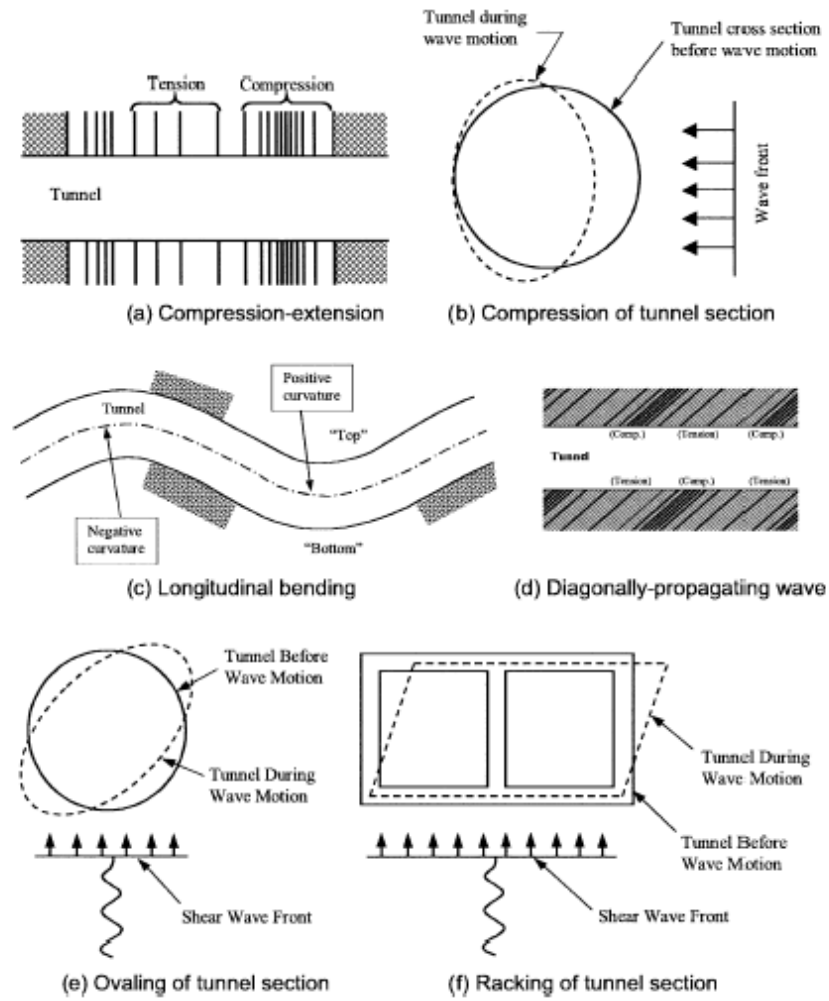 Tunnel during
wave motion
Tunnel cross section
before wave motion
Tension
Compression
Tunnel
Wave front
(a) Compression-extension
(b) Compression of tunnel section
Positive
curvature
Tunnel
"Top"
Negative
curvature
"Bottom"
(Comp.)
(Tension)
(Comp.)
Tunnel
(Tension)
(Camp.)
(Tension)
(c) Longitudinal bending
(d) Diagonally-propagating wave
Tunnel Before
Wave Motion
Tunnel During
Wave Motion
Shear Wave Front
Tunnel During
Wave Motion
Tunnel Before
Wave Motion
Shear Wave Front
(e) Ovaling of tunnel section
(f) Racking of tunnel section